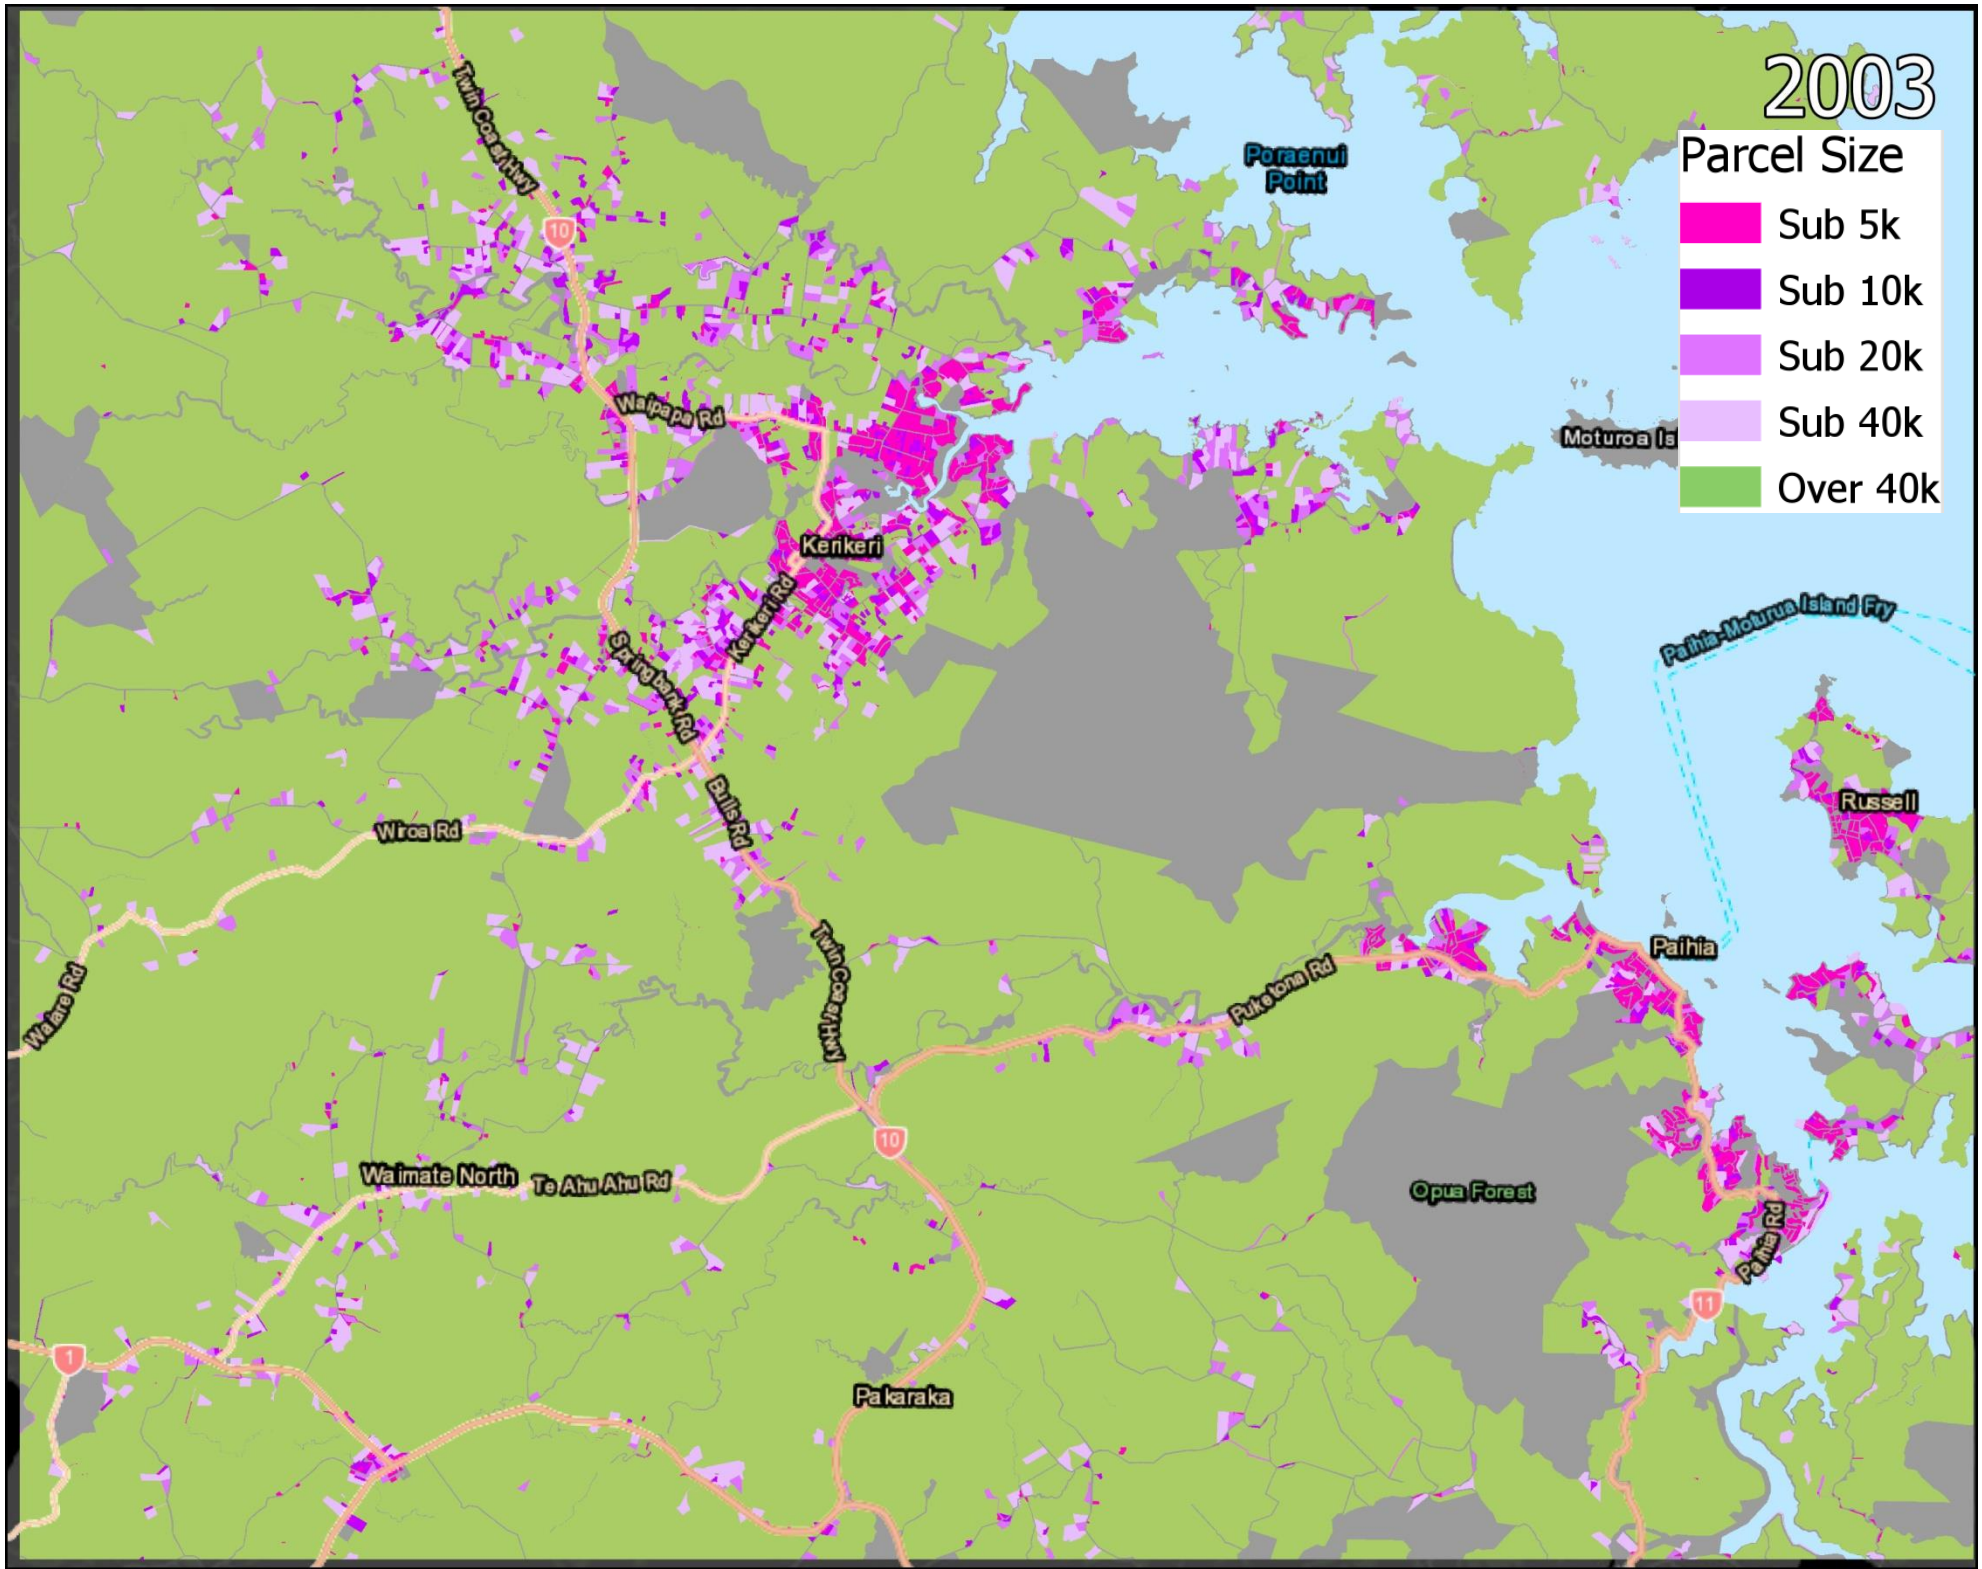 2003
Parcel Size
Sub 5k
Sub 10k
Sub 20k
Sub 40k
Over 40k
Twin Coast Hwy
10
Poraenui
Point
Waipapa Rd
Moturoa Is
Kerikeri
Kerikeri Rd
Springbank Rd
Paihia-Moturua Island Fry
Russell
Bulls Rd
Wiroa Rd
Waiare Rd
Twin Coast Hwy
Paihia
Puketona Rd
10
Waimate North
Te Ahu Ahu Rd
Opua Forest
Paihia Rd
11
1
Pakaraka